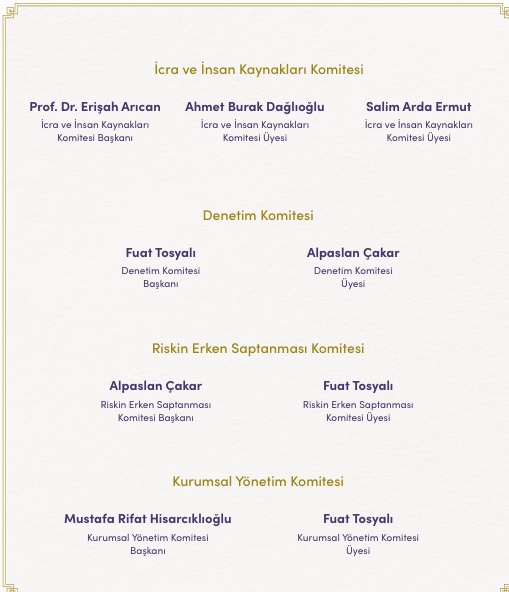 İcra ve İnsan Kaynakları Komitesi
Prof. Dr. Erişah Arıcan
İcra ve İnsan Kaynakları
Komitesi Başkanı
Ahmet Burak Dağlıoğlu
İcra ve İnsan Kaynakları
Komitesi Üyesi
Salim Arda Ermut
İcra ve İnsan Kaynakları
Komitesi Üyesi
Denetim Komitesi
Fuat Tosyalı
Denetim Komitesi
Başkanı
Alpaslan Çakar
Denetim Komitesi
Üyesi
Riskin Erken Saptanması Komitesi
Alpaslan Çakar
Riskin Erken Saptanması
Komitesi Başkanı
Fuat Tosyalı
Riskin Erken Saptanması
Komitesi Üyesi
Kurumsal Yönetim Komitesi
Mustafa Rifat Hisarcıklıoğlu
Kurumsal Yönetim Komitesi
Başkanı
Fuat Tosyalı
Kurumsal Yönetim Komitesi
Üyesi